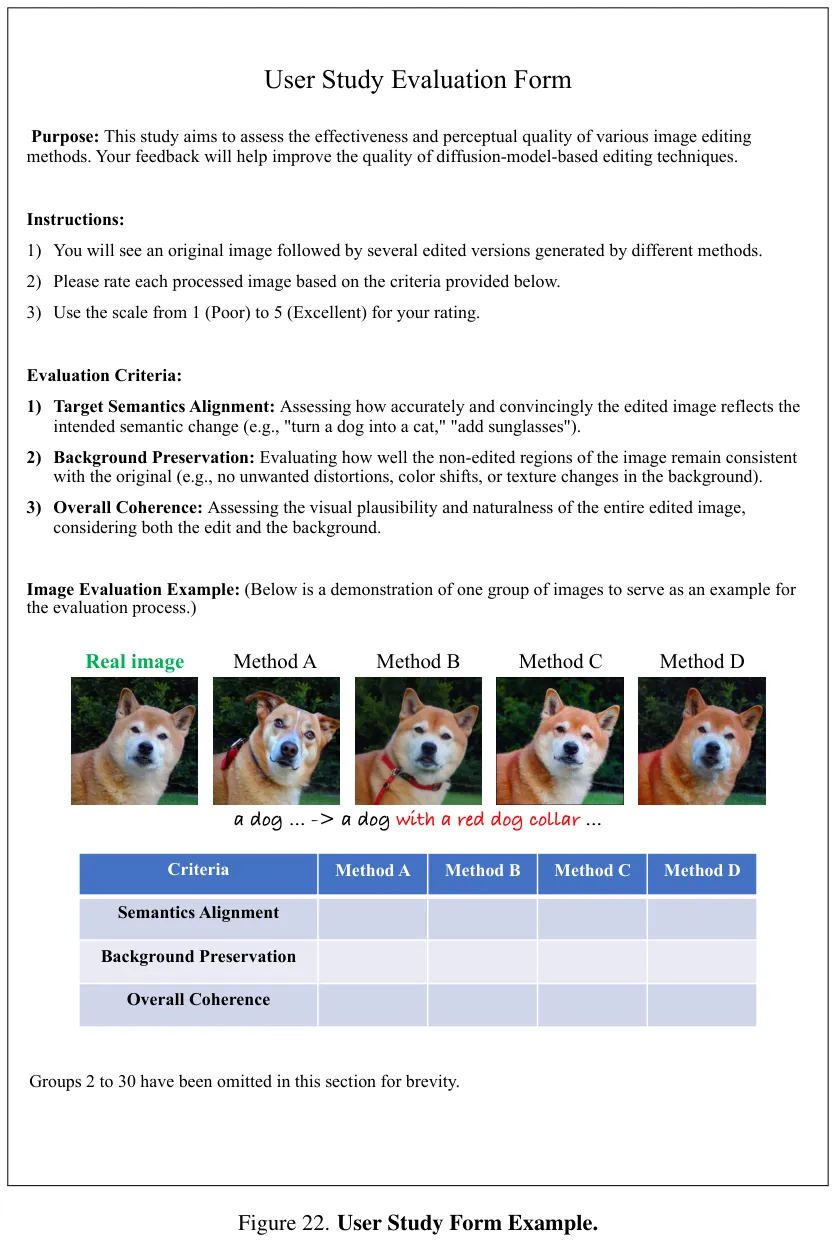 User Study Evaluation Form
Purpose: This study aims to assess the effectiveness and perceptual quality of various image editing
methods. Your feedback will help improve the quality of diffusion-model-based editing techniques.
Instructions:
1) You will see an original image followed by several edited versions generated by different methods.
2) Please rate each processed image based on the criteria provided below.
3) Use the scale from 1 (Poor) to 5 (Excellent) for your rating.
Evaluation Criteria:
1) Target Semantics Alignment: Assessing how accurately and convincingly the edited image reflects the
intended semantic change (e.g., "turn a dog into a cat," "add sunglasses").
2) Background Preservation: Evaluating how well the non-edited regions of the image remain consistent
with the original (e.g., no unwanted distortions, color shifts, or texture changes in the background).
3) Overall Coherence: Assessing the visual plausibility and naturalness of the entire edited image,
considering both the edit and the background.
Image Evaluation Example: (Below is a demonstration of one group of images to serve as an example for
the evaluation process.)
Real image Method A Method B Method C Method D
a dog ... -> a dog with a red dog collar ...
Criteria Method A Method B Method C Method D
Semantics Alignment
Background Preservation
Overall Coherence
Groups 2 to 30 have been omitted in this section for brevity.
Figure 22. User Study Form Example.